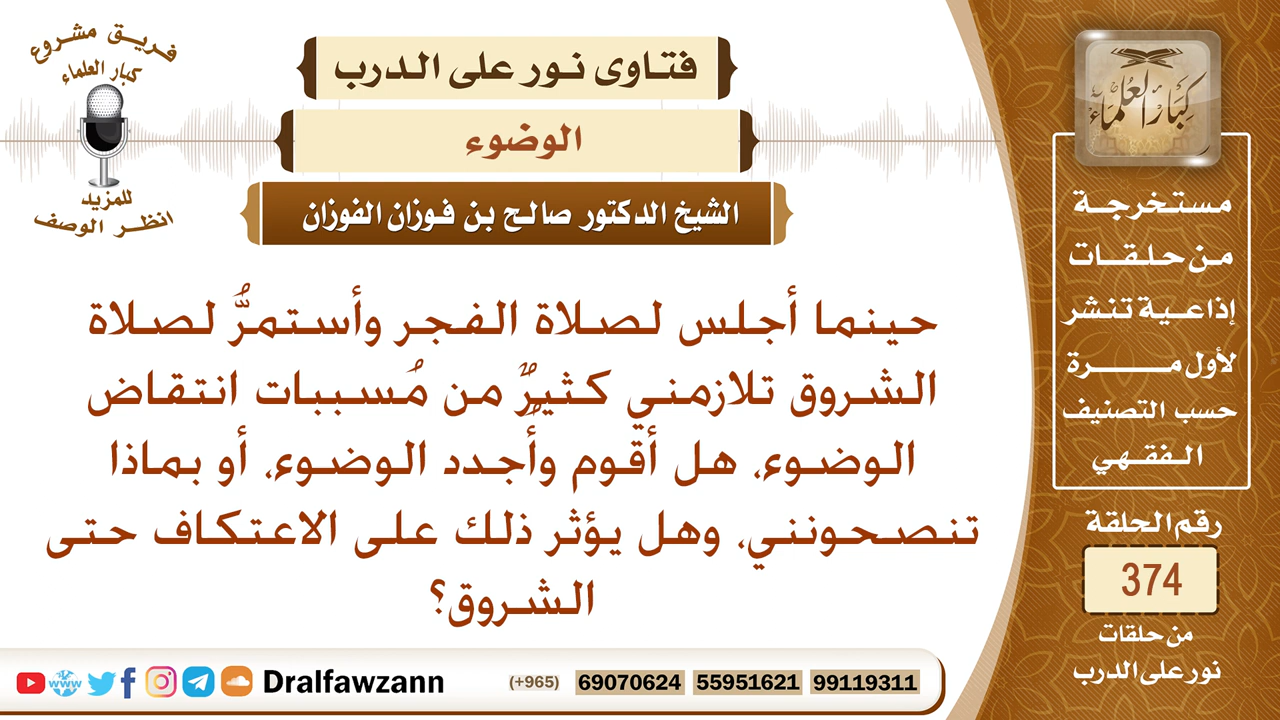 فريق مشروع
كبار العلماء
للمزيد
انظر الوصف
فتاوى نور على الدرب
الوضوء
الشيخ الدكتور صالح بن فوزان الفوزان
حينما أجلس لصلاة الفجر وأستمرُّ لصلاة
الشروق تلازمني كثيرٌ من مُسببات انتقاض
الوضوء، هل أقوم وأُجدد الوضوء، أو بماذا
تنصحونني، وهل يؤثر ذلك على الاعتكاف حتى
الشروق؟
كبار العلماء
مستخرجة
من حلقات
إذاعية تنشر
لأول مرة
حسب التصنيف
الفقهي
رقم الحلقة
374
من حلقات
نور على الدرب
www
Dralfawzann
(+965) 69070624 55951621 99119311